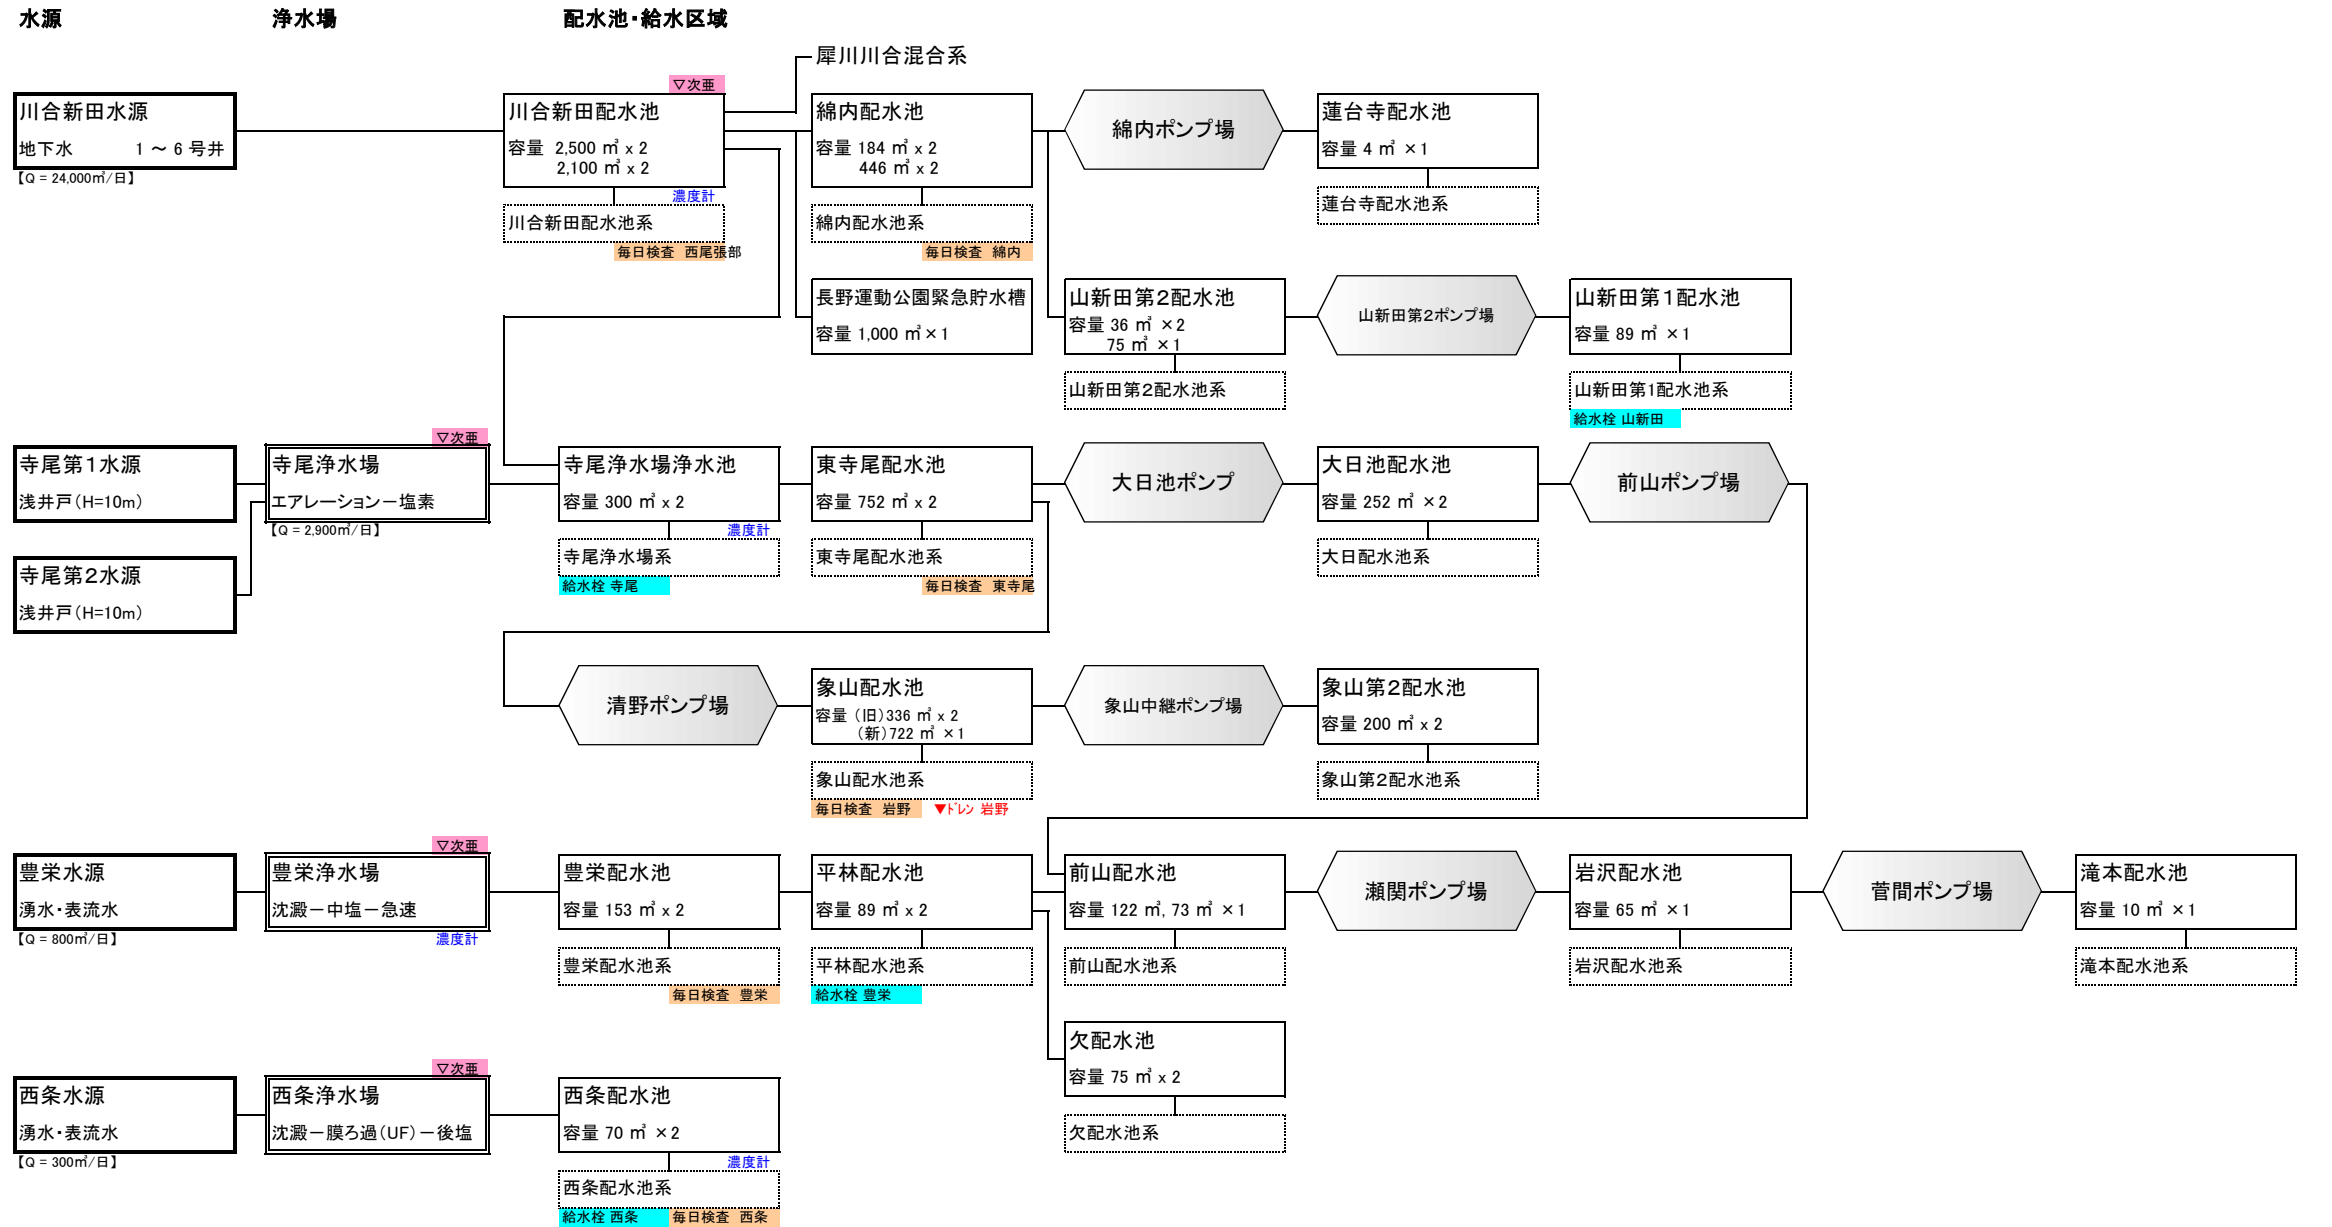 水源
浄水場
配水池・給水区域
犀川川合混合系
▽次亜
川合新田水源
地下水　1 ～ 6 号井
【Q = 24,000㎥/日】
川合新田配水池
容量 2,500 ㎥ x 2
2,100 ㎥ x 2
濃度計
川合新田配水池系
毎日検査 西尾張部
綿内配水池
容量 184 ㎥ x 2
446 ㎥ x 2
綿内配水池系
毎日検査 綿内
綿内ポンプ場
蓮台寺配水池
容量 4 ㎥ ×1
蓮台寺配水池系
長野運動公園緊急貯水槽
容量 1,000 ㎥×1
山新田第2配水池
容量 36 ㎥ ×2
75 ㎥ ×1
山新田第2配水池系
山新田第2ポンプ場
山新田第1配水池
容量 89 ㎥ ×1
山新田第1配水池系
給水栓 山新田
寺尾第1水源
浅井戸(H=10m)
▽次亜
寺尾浄水場
エアレーション－塩素
【Q = 2,900㎥/日】
寺尾浄水場浄水池
容量 300 ㎥ x 2
濃度計
寺尾浄水場系
給水栓 寺尾
東寺尾配水池
容量 752 ㎥ x 2
東寺尾配水池系
毎日検査 東寺尾
大日池ポンプ
大日池配水池
容量 252 ㎥ ×2
大日配水池系
前山ポンプ場
寺尾第2水源
浅井戸(H=10m)
清野ポンプ場
象山配水池
容量 (旧)336 ㎥ x 2
(新)722 ㎥ ×1
象山配水池系
毎日検査 岩野
▼ﾄﾞﾚﾝ 岩野
象山中継ポンプ場
象山第2配水池
容量 200 ㎥ x 2
象山第2配水池系
豊栄水源
湧水・表流水
【Q = 800㎥/日】
▽次亜
豊栄浄水場
沈澱－中塩－急速
濃度計
豊栄配水池
容量 153 ㎥ x 2
豊栄配水池系
毎日検査 豊栄
平林配水池
容量 89 ㎥ x 2
平林配水池系
給水栓 豊栄
前山配水池
容量 122 ㎥, 73 ㎥ ×1
前山配水池系
瀬関ポンプ場
岩沢配水池
容量 65 ㎥ ×1
岩沢配水池系
菅間ポンプ場
滝本配水池
容量 10 ㎥ ×1
滝本配水池系
欠配水池
容量 75 ㎥ x 2
欠配水池系
西条水源
湧水・表流水
【Q = 300㎥/日】
▽次亜
西条浄水場
沈澱－膜ろ過(UF)－後塩
西条配水池
容量 70 ㎥ ×2
濃度計
西条配水池系
給水栓 西条
毎日検査 西条